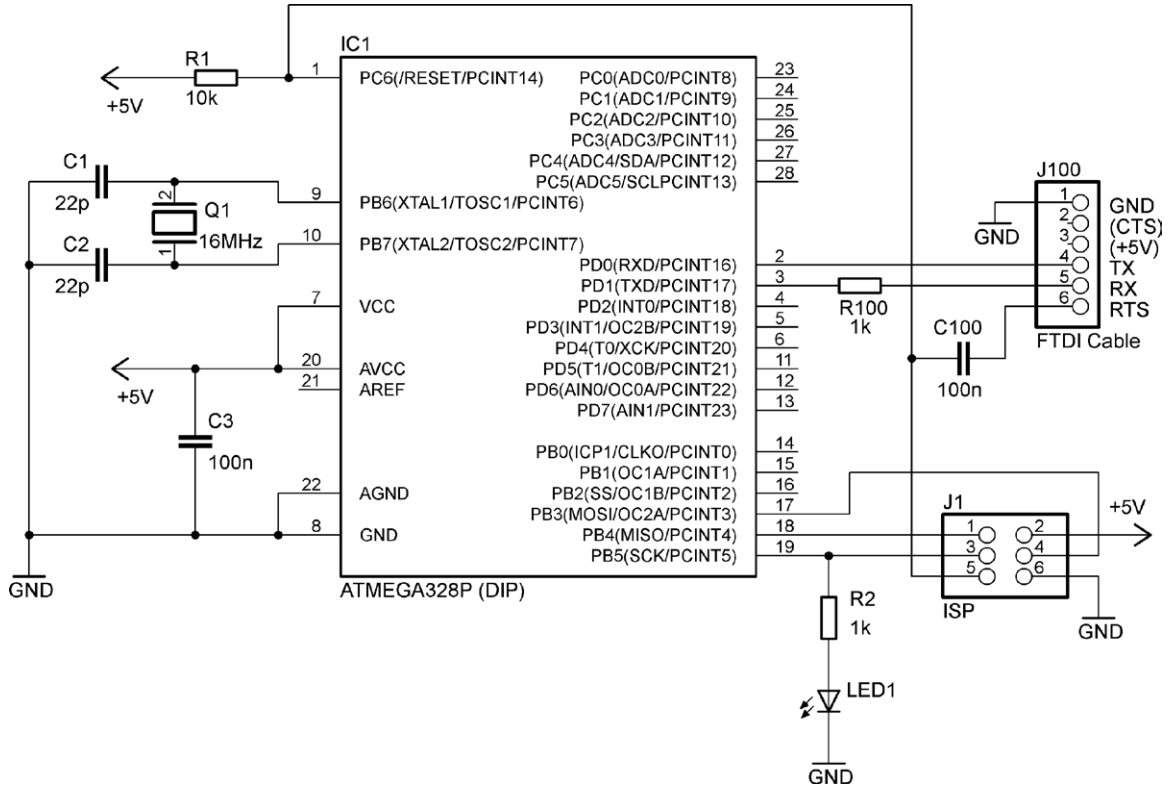 IC1
R1
10k
+5V
1
PC6(/RESET/PCINT14)
PC0(ADC0/PCINT8)
23
PC1(ADC1/PCINT9)
24
PC2(ADC2/PCINT10)
25
PC3(ADC3/PCINT11)
26
PC4(ADC4/SDA/PCINT12)
27
PC5(ADC5/SCLPCINT13)
28
C1
22p
C2
22p
2
Q1
16MHz
1
9
PB6(XTAL1/TOSC1/PCINT6)
10
PB7(XTAL2/TOSC2/PCINT7)
7
VCC
20
AVCC
21
AREF
+5V
C3
100n
22
AGND
8
GND
GND
PD0(RXD/PCINT16)
2
PD1(TXD/PCINT17)
3
PD2(INT0/PCINT18)
4
PD3(INT1/OC2B/PCINT19)
5
PD4(T0/XCK/PCINT20)
6
PD5(T1/OC0B/PCINT21)
11
PD6(AIN0/OC0A/PCINT22)
12
PD7(AIN1/PCINT23)
13
PB0(ICP1/CLKO/PCINT0)
14
PB1(OC1A/PCINT1)
15
PB2(SS/OC1B/PCINT2)
16
PB3(MOSI/OC2A/PCINT3)
17
PB4(MISO/PCINT4)
18
PB5(SCK/PCINT5)
19
ATMEGA328P (DIP)
R100
1k
J100
1
GND
2
(CTS)
3
(+5V)
4
TX
5
RX
6
RTS
GND
FTDI Cable
C100
100n
J1
+5V
1
2
3
4
5
6
ISP
GND
R2
1k
LED1
GND